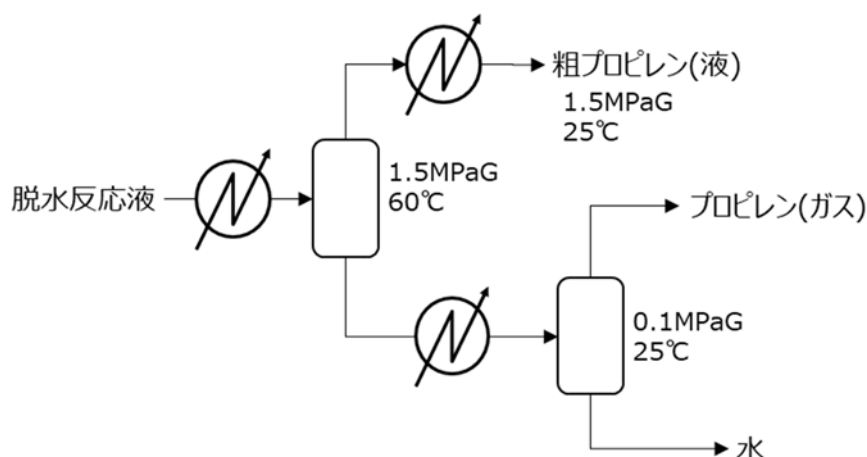 粗プロピレン(液)
1.5MPaG
25℃
脱水反応液
1.5MPaG
60℃
プロピレン(ガス)
0.1MPaG
25℃
水